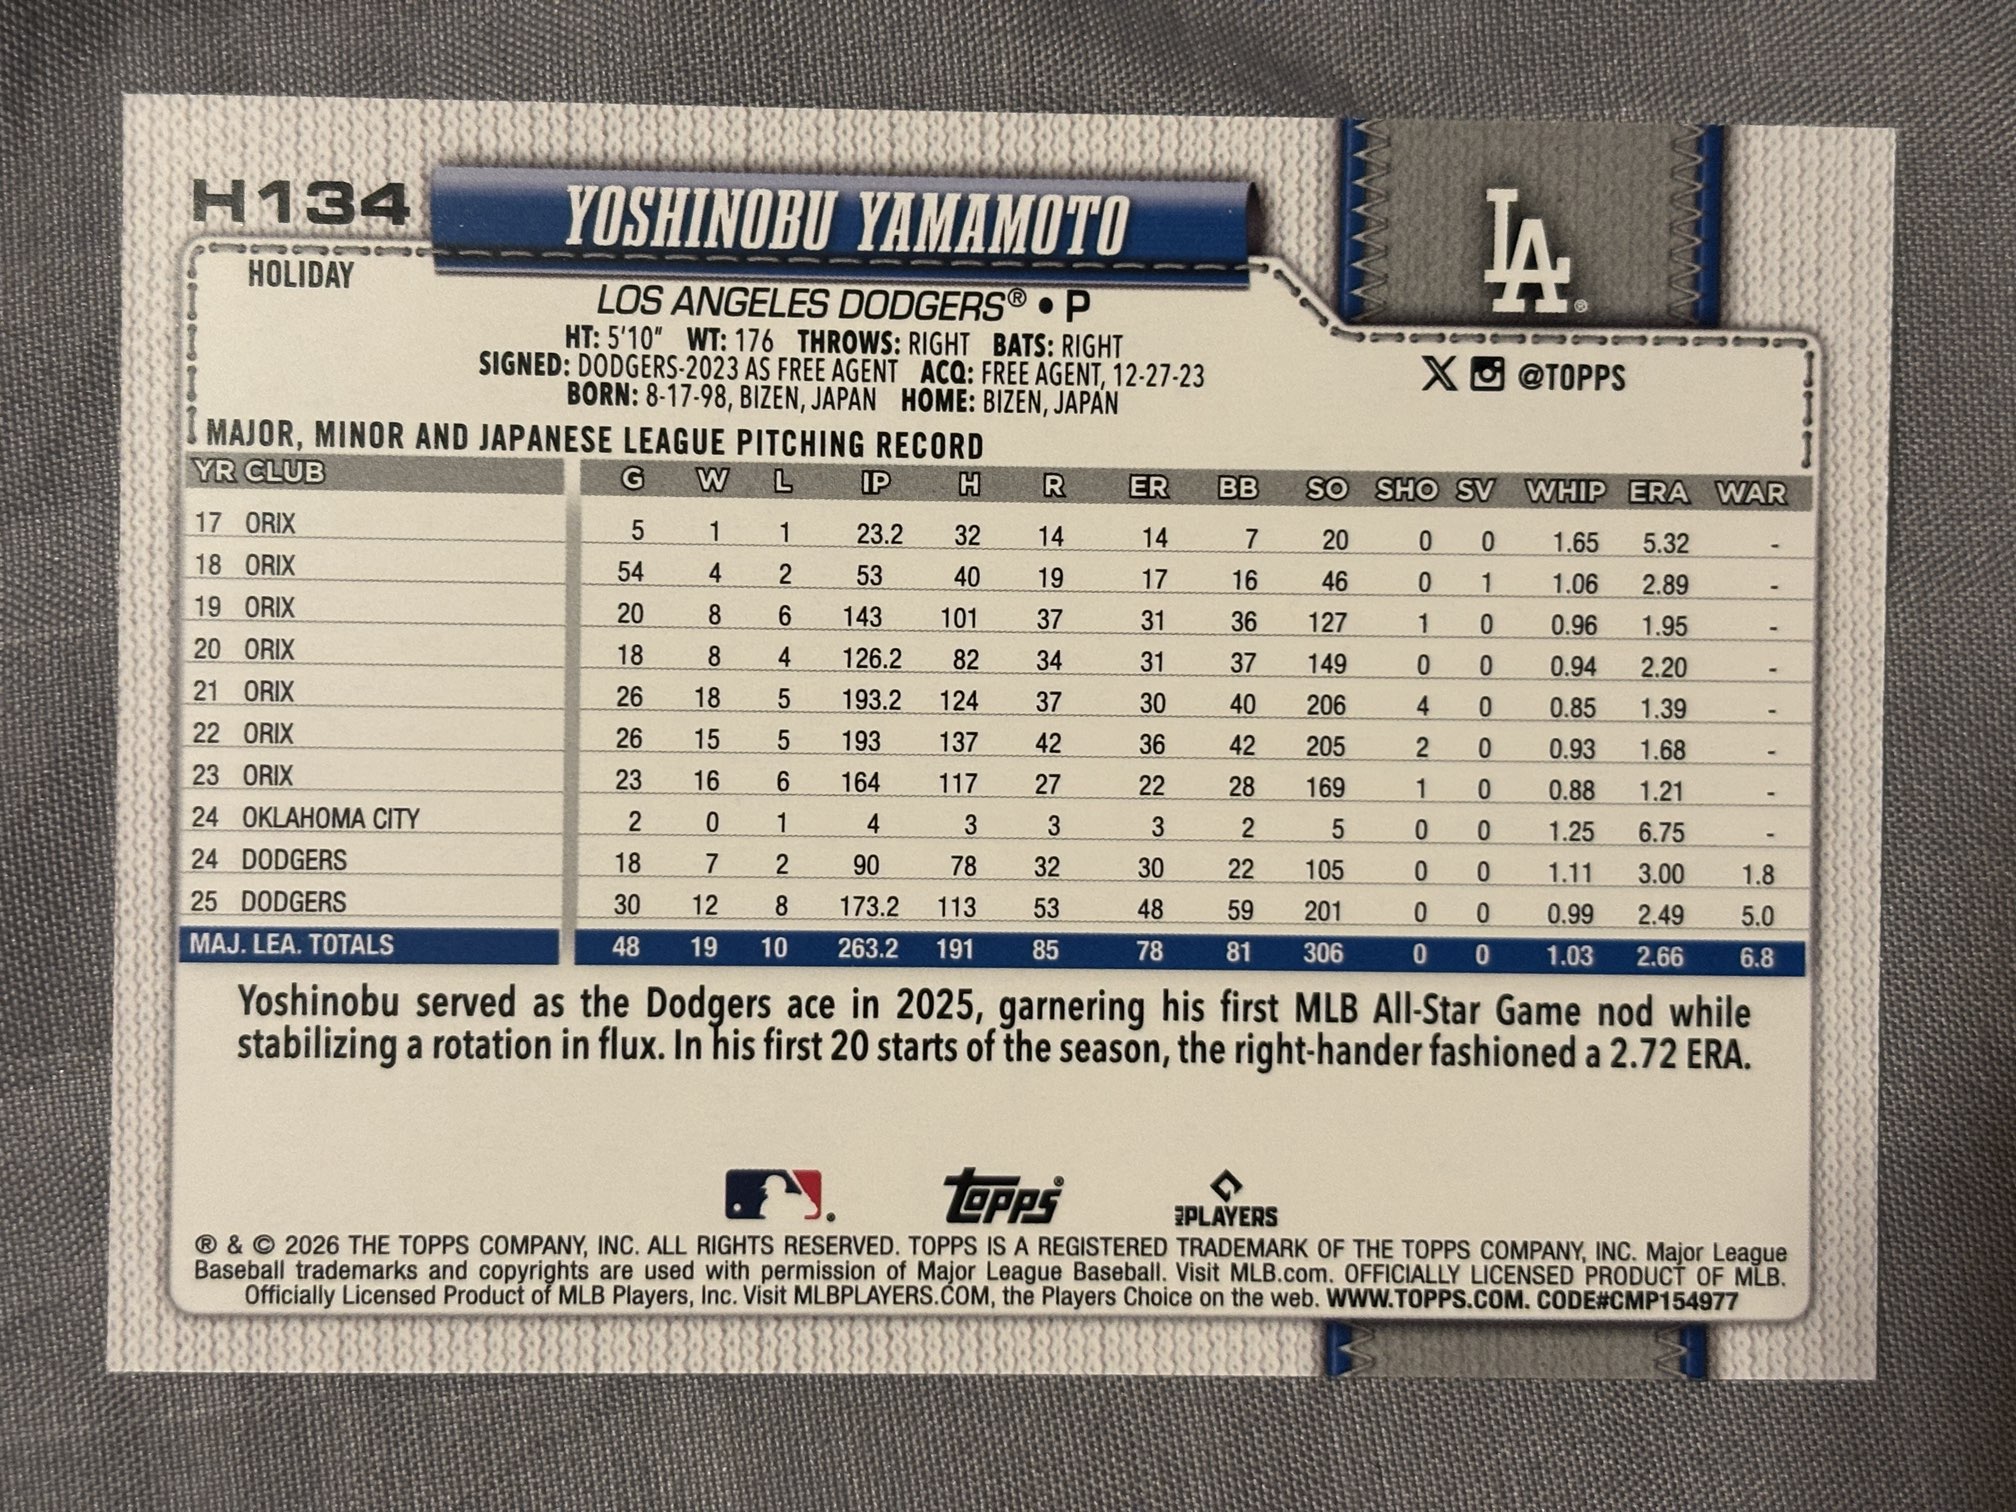 H134
YOSHINOBU YAMAMOTO
LA®
HOLIDAY
LOS ANGELES DODGERS® • P
HT: 5'10" WT: 176 THROWS: RIGHT BATS: RIGHT
SIGNED: DODGERS-2023 AS FREE AGENT ACQ: FREE AGENT, 12-27-23
BORN: 8-17-98, BIZEN, JAPAN HOME: BIZEN, JAPAN
X @TOPPS
MAJOR, MINOR AND JAPANESE LEAGUE PITCHING RECORD
YR CLUB G W L IP H R ER BB SO SHO SV WHIP ERA WAR
17 ORIX 5 1 1 23.2 32 14 14 7 20 0 0 1.65 5.32 -
18 ORIX 54 4 2 53 40 19 17 16 46 0 1 1.06 2.89 -
19 ORIX 20 8 6 143 101 37 31 36 127 1 0 0.96 1.95 -
20 ORIX 18 8 4 126.2 82 34 31 37 149 0 0 0.94 2.20 -
21 ORIX 26 18 5 193.2 124 37 30 40 206 4 0 0.85 1.39 -
22 ORIX 26 15 5 193 137 42 36 42 205 2 0 0.93 1.68 -
23 ORIX 23 16 6 164 117 27 22 28 169 1 0 0.88 1.21 -
24 OKLAHOMA CITY 2 0 1 4 3 3 3 2 5 0 0 1.25 6.75 -
24 DODGERS 18 7 2 90 78 32 30 22 105 0 0 1.11 3.00 1.8
25 DODGERS 30 12 8 173.2 113 53 48 59 201 0 0 0.99 2.49 5.0
MAJ. LEA. TOTALS 48 19 10 263.2 191 85 78 81 306 0 0 1.03 2.66 6.8
Yoshinobu served as the Dodgers ace in 2025, garnering his first MLB All-Star Game nod while
stabilizing a rotation in flux. In his first 20 starts of the season, the right-hander fashioned a 2.72 ERA.
topps® MLB PLAYERS
® & © 2026 THE TOPPS COMPANY, INC. ALL RIGHTS RESERVED. TOPPS IS A REGISTERED TRADEMARK OF THE TOPPS COMPANY, INC. Major League
Baseball trademarks and copyrights are used with permission of Major League Baseball. Visit MLB.com. OFFICIALLY LICENSED PRODUCT OF MLB.
Officially Licensed Product of MLB Players, Inc. Visit MLBPLAYERS.COM, the Players Choice on the web. WWW.TOPPS.COM. CODE#CMP154977